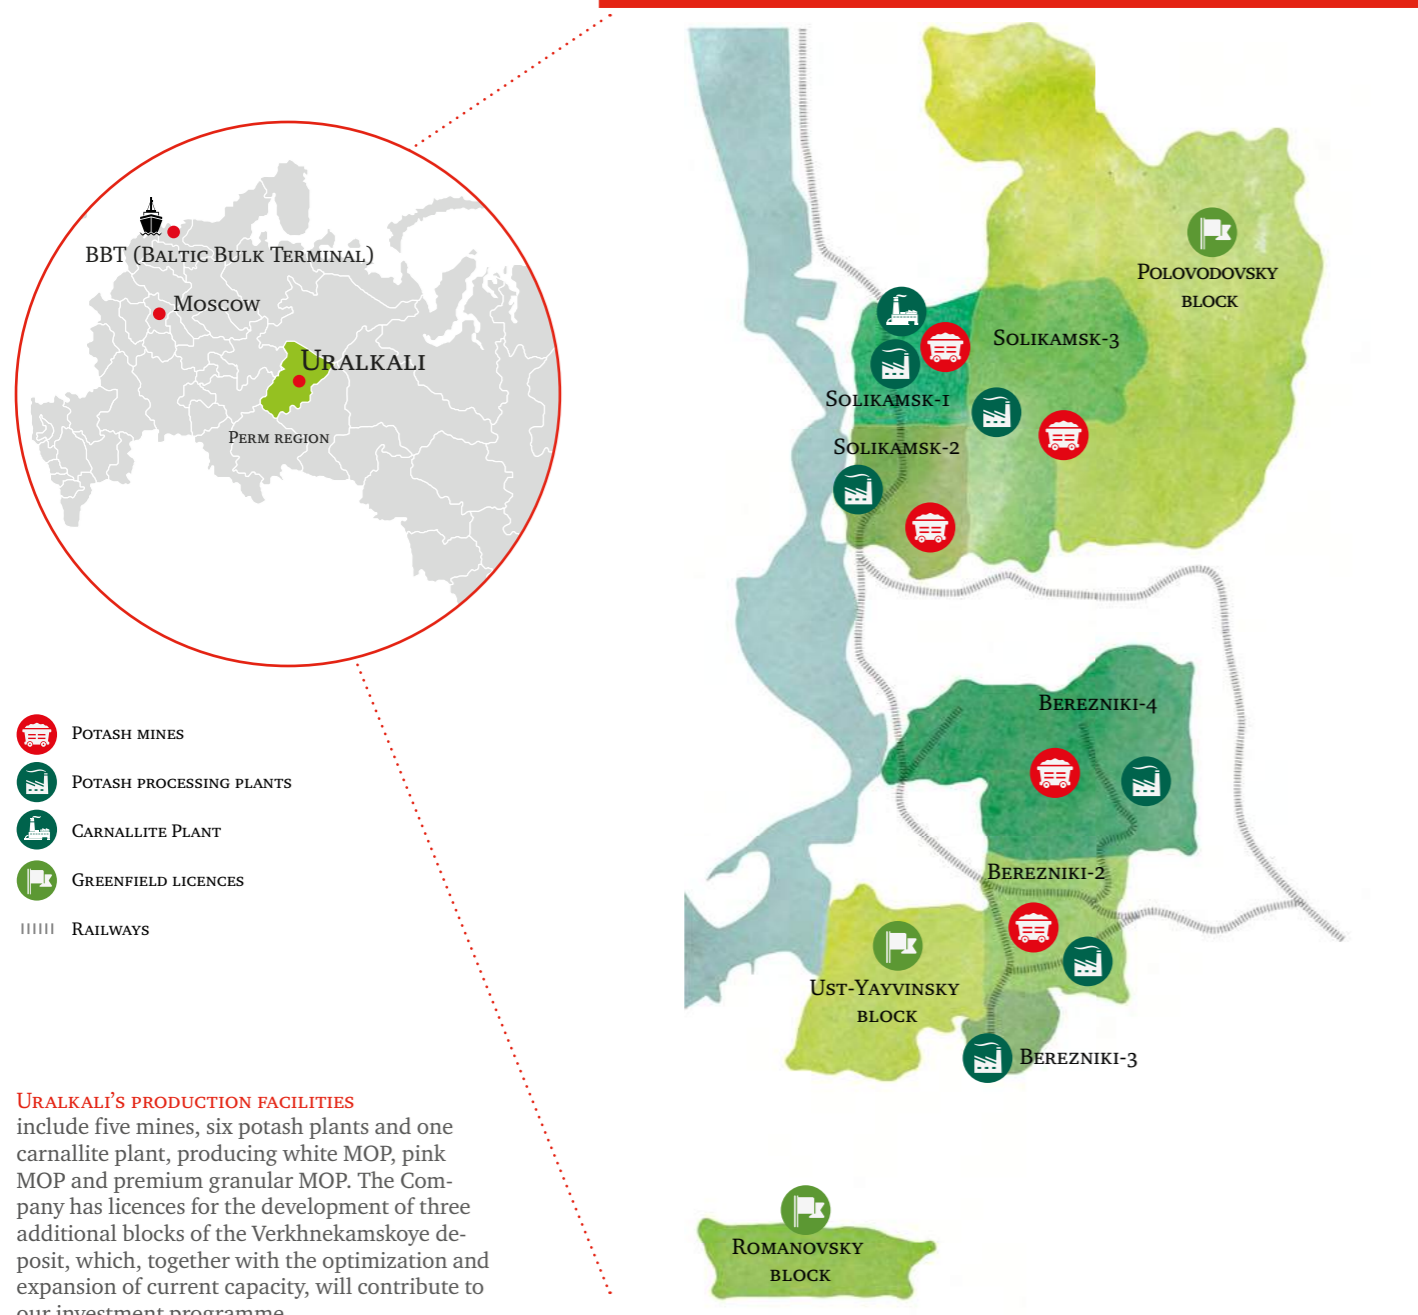 BBT (Baltic Bulk Terminal)
Moscow
Uralkali
Perm region
Potash mines
Potash processing plants
Carnallite Plant
Greenfield licences
Railways
Uralkali's production facilities
include five mines, six potash plants and one
carnallite plant, producing white MOP, pink
MOP and premium granular MOP. The Com-
pany has licences for the development of three
additional blocks of the Verkhnekamskoye de-
posit, which, together with the optimization and
expansion of current capacity, will contribute to
our investment programme.
Polovodovsky
block
Solikamsk-3
Solikamsk-1
Solikamsk-2
Berezniki-4
Berezniki-2
Ust-Yayvinsky
block
Berezniki-3
Romanovsky
block